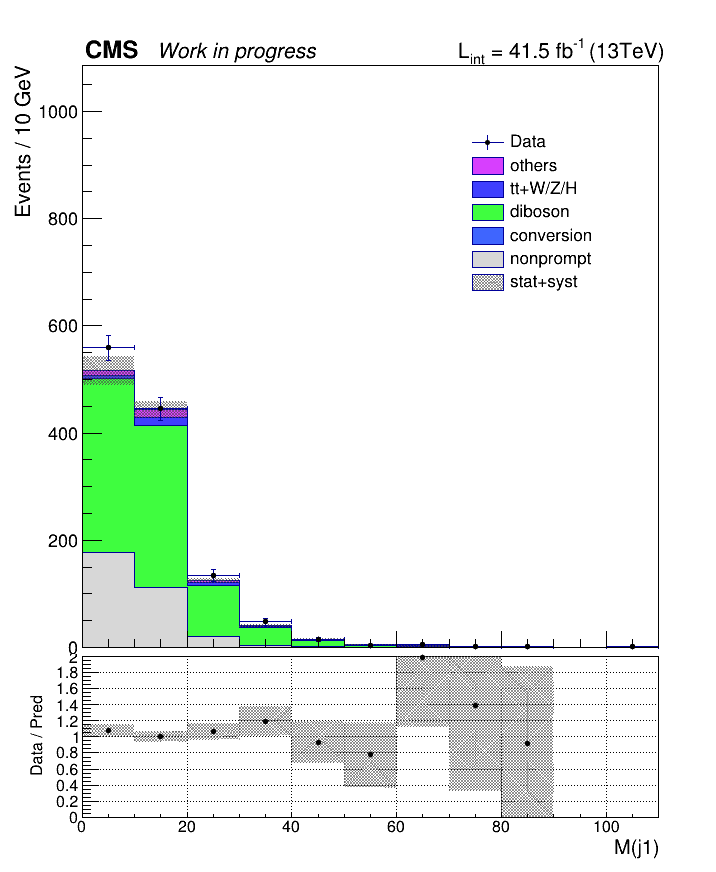 CMS Work in progress L_int = 41.5 fb^-1 (13TeV)
Events / 10 GeV
1000
800
600
400
200
0
Data
others
tt+W/Z/H
diboson
conversion
nonprompt
stat+syst
Data / Pred
2
1.8
1.6
1.4
1.2
1
0.8
0.6
0.4
0.2
0
0 20 40 60 80 100
M(j1)